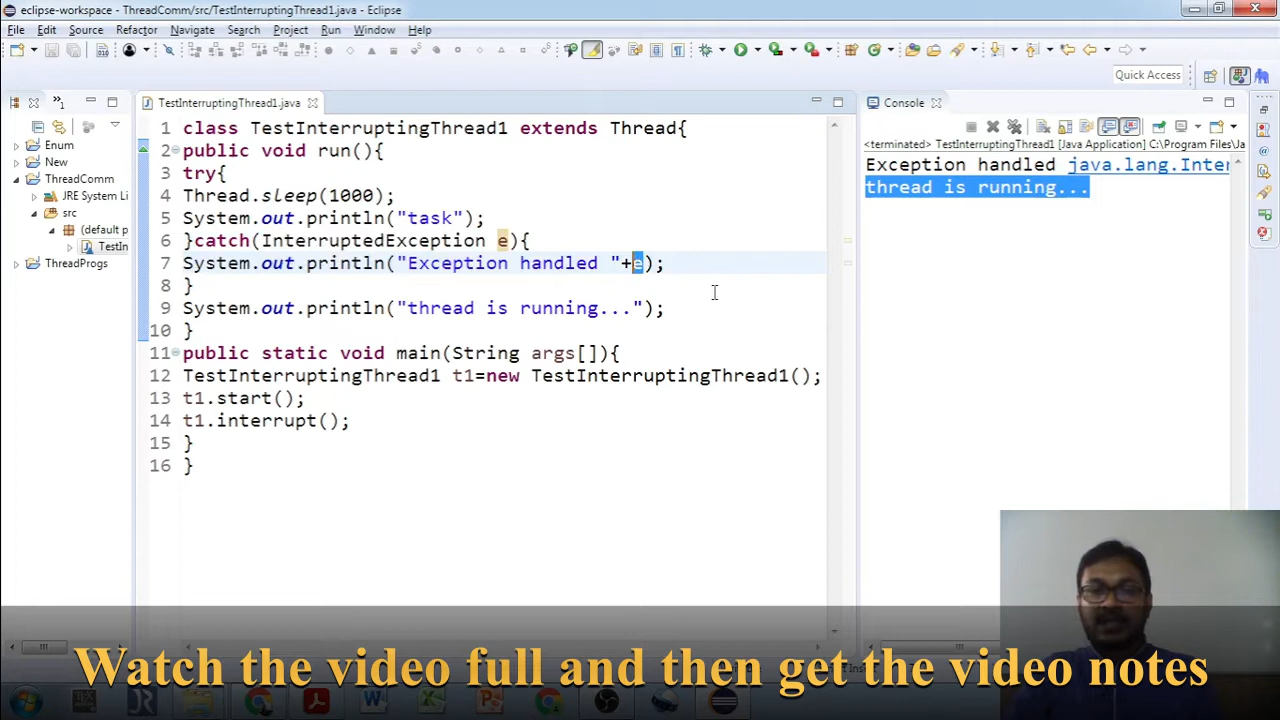 eclipse-workspace - ThreadComm/src/TestInterruptingThread1.java - Eclipse
File Edit Source Refactor Navigate Search Project Run Window Help
Quick Access
TestInterruptingThread1.java
Console
Enum
New
ThreadComm
JRE System Li
src
(default p
TestIn
ThreadProgs
1 class TestInterruptingThread1 extends Thread{
2 public void run(){
3 try{
4 Thread.sleep(1000);
5 System.out.println("task");
6 }catch(InterruptedException e){
7 System.out.println("Exception handled "+e);
8 }
9 System.out.println("thread is running...");
10 }
11 public static void main(String args[]){
12 TestInterruptingThread1 t1=new TestInterruptingThread1();
13 t1.start();
14 t1.interrupt();
15 }
16 }
<terminated> TestInterruptingThread1 [Java Application] C:\Program Files\Ja
Exception handled java.lang.Inter
thread is running...
Watch the video full and then get the video notes